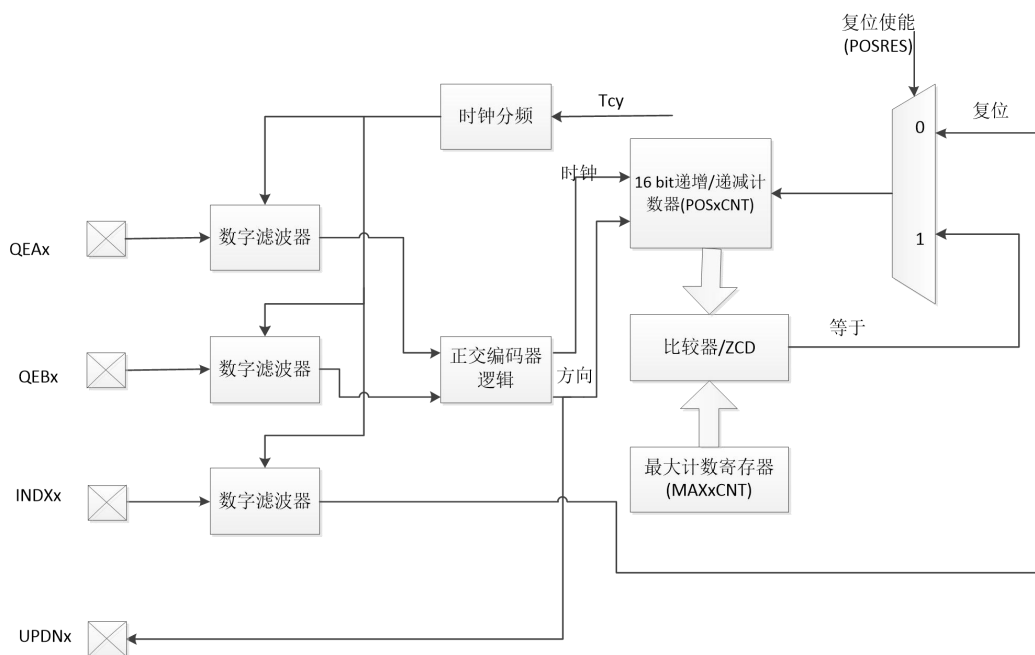 复位使能
(POSRES)
时钟分频
Tcy
0
复位
时钟
16 bit递增/递减计
数器(POSxCNT)
QEAx
数字滤波器
1
等于
比较器/ZCD
QEBx
数字滤波器
正交编码器
逻辑
方向
最大计数寄存器
(MAXxCNT)
INDXx
数字滤波器
UPDNx